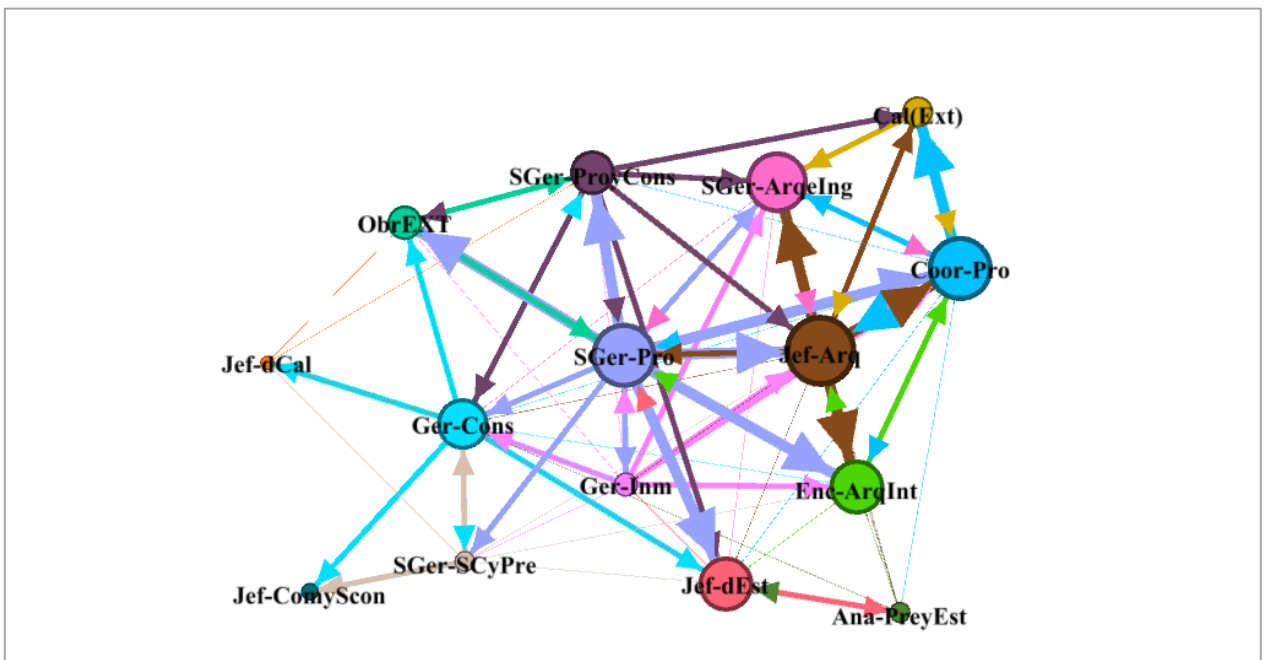 Cal(Ext)
SGer-ProyCons
SGer-ArqeIng
ObrEXT
Coor-Pro
SGer-Pro
Jef-Arq
Jef-dCal
Ger-Cons
Ger-Inm
Enc-ArqInt
SGer-SCyPre
Jef-dEst
Jef-ComyScon
Ana-PreyEst